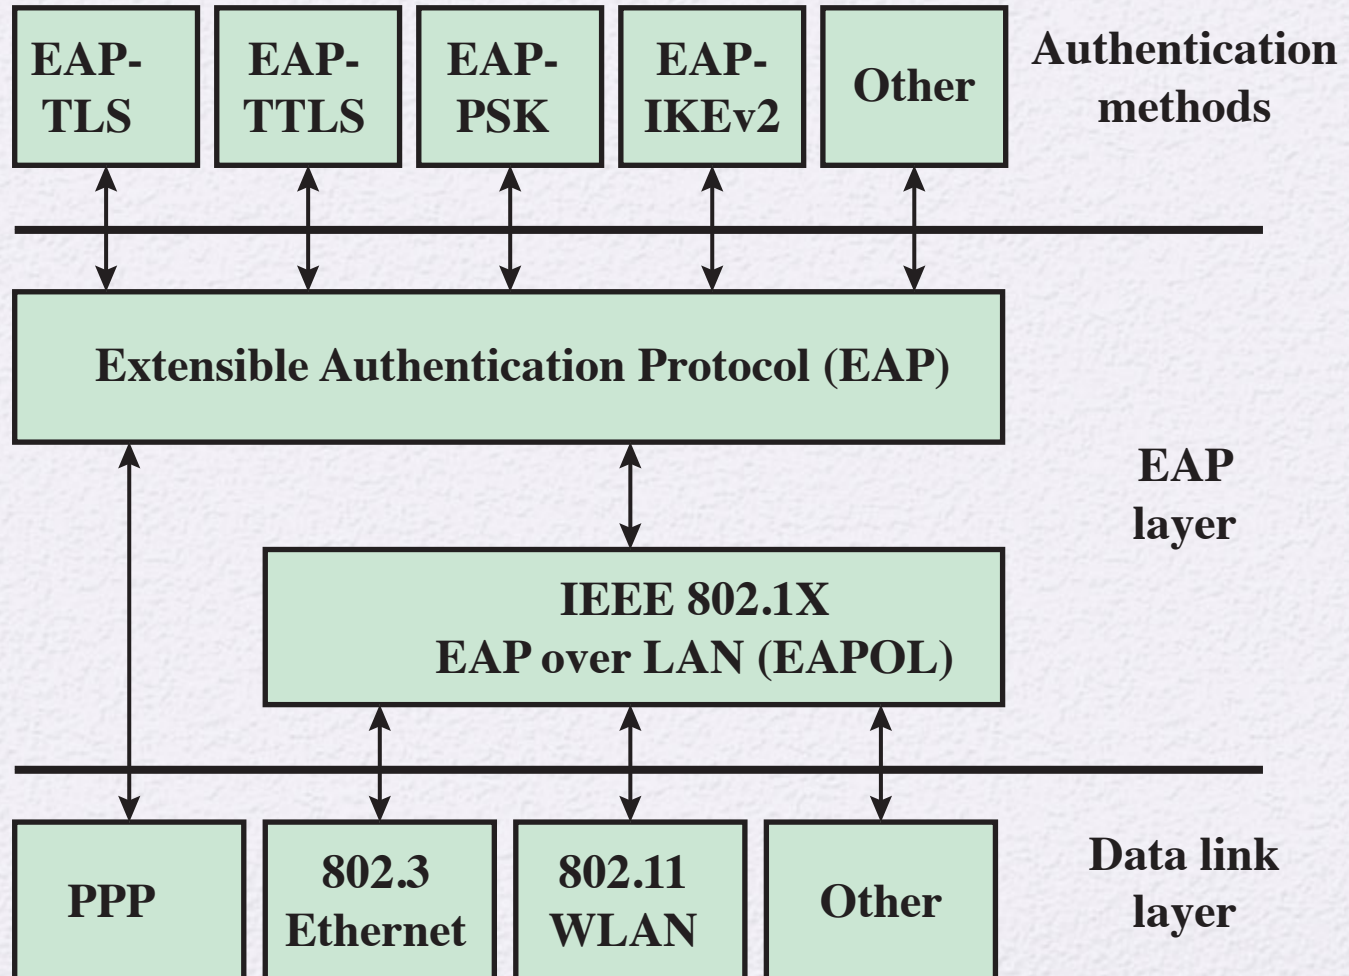 EAP-
TLS
EAP-
TTLS
EAP-
PSK
EAP-
IKEv2
Other
Authentication
methods
Extensible Authentication Protocol (EAP)
EAP
layer
IEEE 802.1X
EAP over LAN (EAPOL)
PPP
802.3
Ethernet
802.11
WLAN
Other
Data link
layer